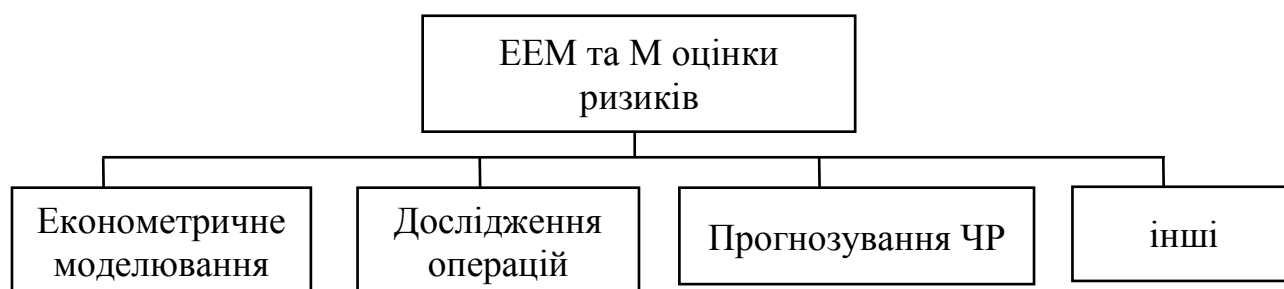 ЕЕМ та М оцінки
ризиків
Економетричне
моделювання
Дослідження
операцій
Прогнозування ЧР
інші